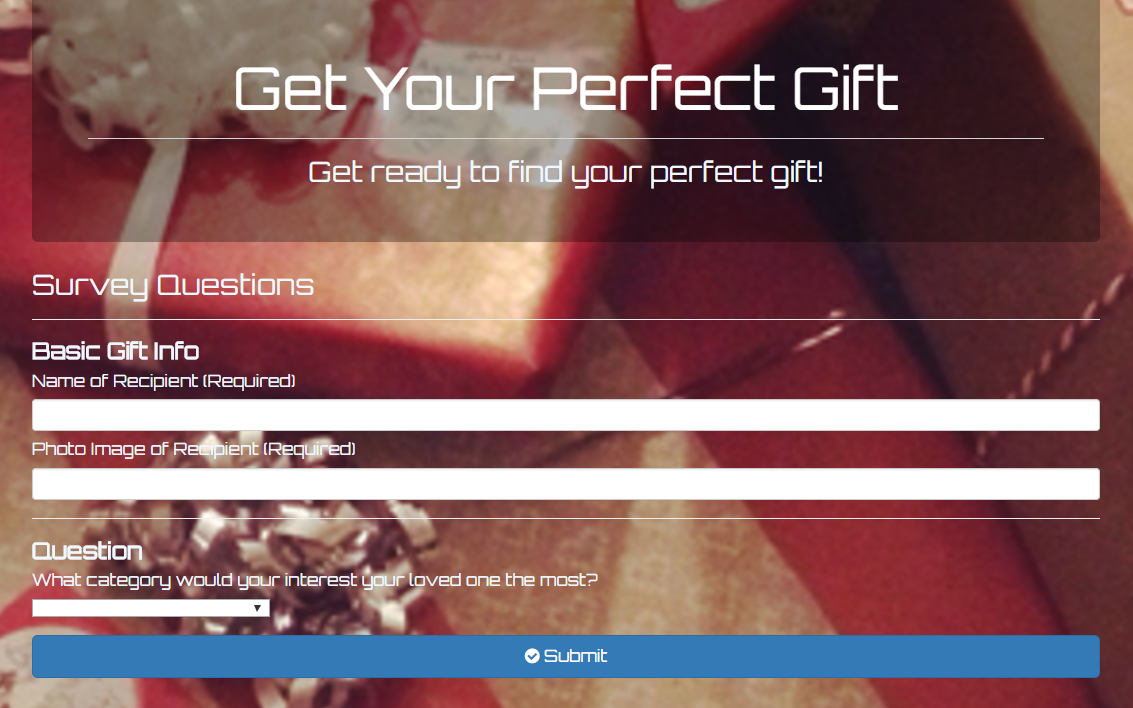 Get Your Perfect Gift
Get ready to find your perfect gift!
Survey Questions
Basic Gift Info
Name of Recipient (Required)
Photo Image of Recipient (Required)
Question
What category would your interest your loved one the most?
Submit